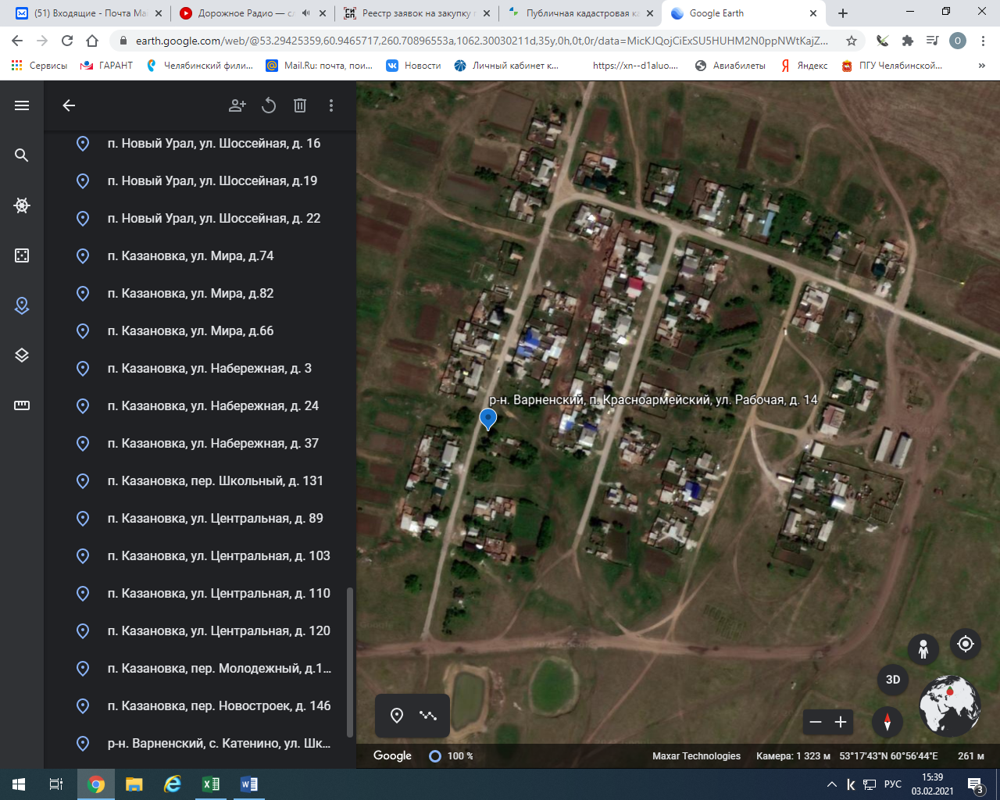 (51) Входящие - Почта Ma
Дорожное Радио — сл
Реестр заявок на закупку п
Публичная кадастровая ка
Google Earth
earth.google.com/web/@53.29425359,60.9465717,260.70896553a,1062.30030211d,35y,0h,0t,0r/data=MicKJQojCiExSU5HUHM2N0ppNWtKajZ...
Сервисы
ГАРАНТ
Челябинский фили...
Mail.Ru: почта, пои...
Новости
Личный кабинет к...
https://xn--d1aluo....
Авиабилеты
Яндекс
ПГУ Челябинской...
»
О
п. Новый Урал, ул. Шоссейная, д. 16
п. Новый Урал, ул. Шоссейная, д.19
п. Новый Урал, ул. Шоссейная, д. 22
п. Казановка, ул. Мира, д.74
п. Казановка, ул. Мира, д.82
п. Казановка, ул. Мира, д.66
п. Казановка, ул. Набережная, д. 3
п. Казановка, ул. Набережная, д. 24
п. Казановка, ул. Набережная, д. 37
п. Казановка, пер. Школьный, д. 131
п. Казановка, ул. Центральная, д. 89
п. Казановка, ул. Центральная, д. 103
п. Казановка, ул. Центральная, д. 110
п. Казановка, ул. Центральная, д. 120
п. Казановка, пер. Молодежный, д.1...
п. Казановка, пер. Новостроек, д. 146
р-н. Варненский, с. Катенино, ул. Шк...
р-н. Варненский, п. Красноармейский, ул. Рабочая, д. 14
3D
Google
100 %
Maxar Technologies
Камера: 1 323 м
53°17'43"N 60°56'44"E
261 м
РУС
15:39
03.02.2021
3